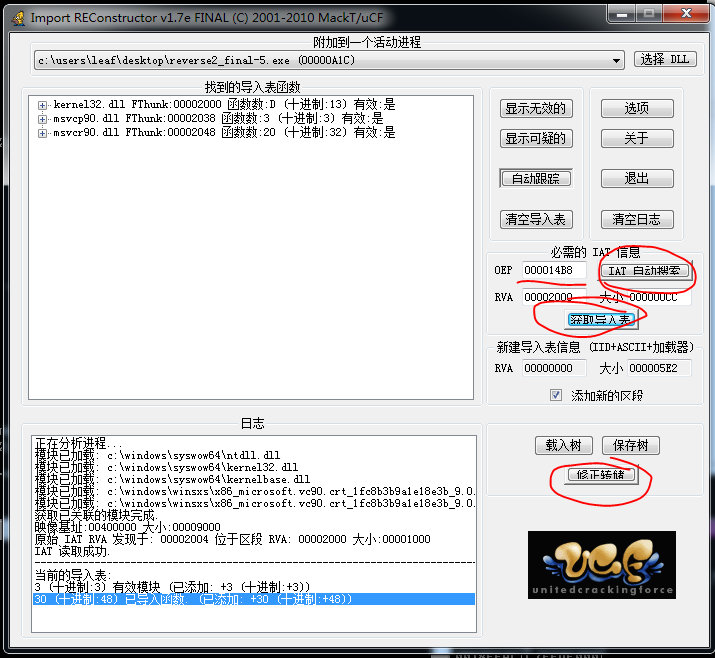 Import REConstructor v1.7e FINAL (C) 2001-2010 MackT/uCF
附加到一个活动进程
c:\users\leaf\desktop\reverse2_final-5.exe (00000A1C)
选择 DLL
找到的导入表函数
kernel32.dll FThunk:00002000 函数数:D (十进制:13) 有效:是
msvcp90.dll FThunk:00002038 函数数:3 (十进制:3) 有效:是
msvcr90.dll FThunk:00002048 函数数:20 (十进制:32) 有效:是
显示无效的
选项
显示可疑的
关于
自动跟踪
退出
清空导入表
清空日志
必需的 IAT 信息
OEP 000014B8 IAT 自动搜索
RVA 00002000 大小 000000CC
获取导入表
新建导入表信息 (IID+ASCII+加载器)
RVA 00000000 大小 000005E2
添加新的区段
日志
正在分析进程...
模块已加载: c:\windows\syswow64\ntdll.dll
模块已加载: c:\windows\syswow64\kernel32.dll
模块已加载: c:\windows\syswow64\kernelbase.dll
模块已加载: c:\windows\winsxs\x86_microsoft.vc90.crt_1fc8b3b9a1e18e3b_9.0.
模块已加载: c:\windows\winsxs\x86_microsoft.vc90.crt_1fc8b3b9a1e18e3b_9.0.
获取已关联的模块完成.
映像基址:00400000 大小:00009000
原始 IAT RVA 发现于: 00002004 位于区段 RVA: 00002000 大小:00001000
IAT 读取成功.
当前的导入表:
3 (十进制:3) 有效模块 (已添加: +3 (十进制:+3))
30 (十进制:48) 已导入函数. (已添加: +30 (十进制:+48))
载入树
保存树
修正转储
uCF
unitedcrackingforce